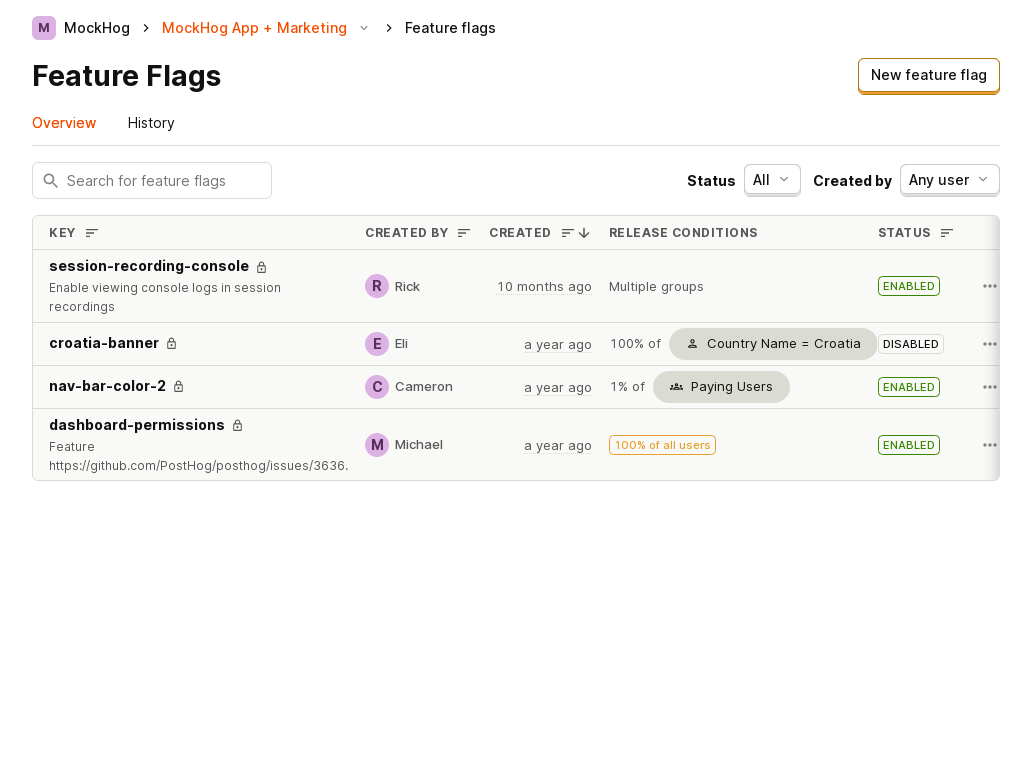 M MockHog MockHog App + Marketing Feature flags
Feature Flags
New feature flag
Overview History
Search for feature flags
Status All Created by Any user
KEY CREATED BY CREATED RELEASE CONDITIONS STATUS
session-recording-console
Enable viewing console logs in session
recordings
R Rick 10 months ago Multiple groups ENABLED
croatia-banner E Eli a year ago 100% of Country Name = Croatia DISABLED
nav-bar-color-2 C Cameron a year ago 1% of Paying Users ENABLED
dashboard-permissions
Feature
https://github.com/PostHog/posthog/issues/3636.
M Michael a year ago 100% of all users ENABLED